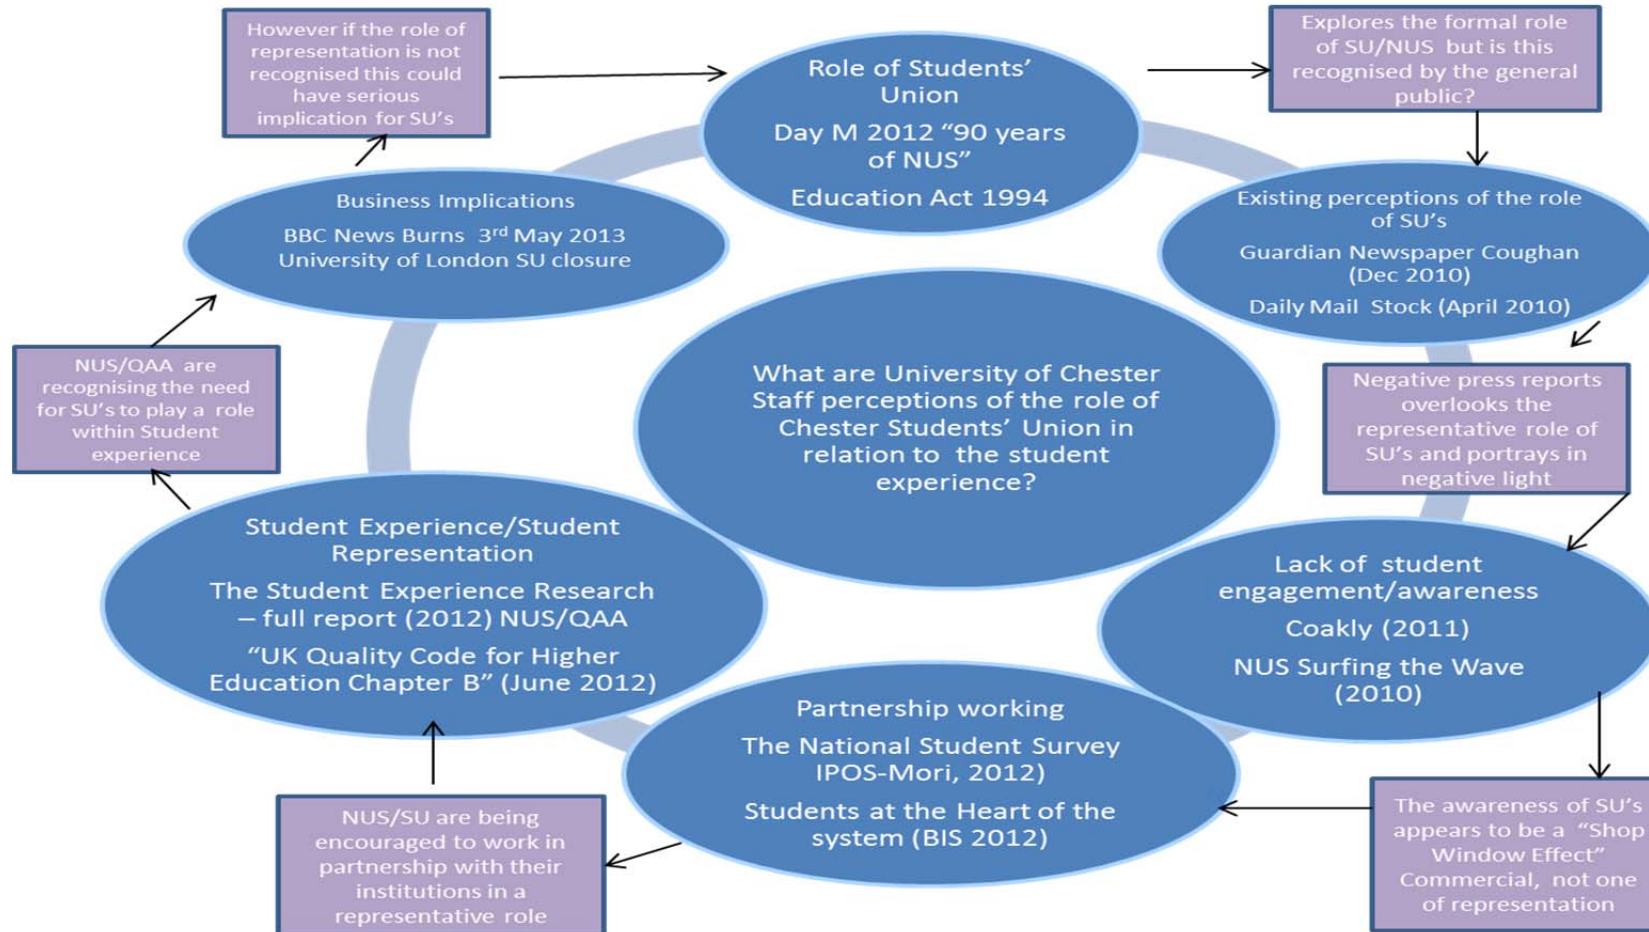 However if the role of
representation is not
recognised this could
have serious
implication for SU's
Role of Students'
Union
Day M 2012 "90 years
of NUS"
Education Act 1994
Explores the formal role
of SU/NUS but is this
recognised by the general
public?
Existing perceptions of the role
of SU's
Guardian Newspaper Coughan
(Dec 2010)
Daily Mail Stock (April 2010)
Negative press reports
overlooks the
representative role of
SU's and portrays in
negative light
Lack of student
engagement/awareness
Coakly (2011)
NUS Surfing the Wave
(2010)
The awareness of SU's
appears to be a "Shop
Window Effect"
Commercial, not one
of representation
Partnership working
The National Student Survey
IPOS-Mori, 2012)
Students at the Heart of the
system (BIS 2012)
NUS/SU are being
encouraged to work in
partnership with their
institutions in a
representative role
Student Experience/Student
Representation
The Student Experience Research
– full report (2012) NUS/QAA
"UK Quality Code for Higher
Education Chapter B" (June 2012)
NUS/QAA are
recognising the need
for SU's to play a role
within Student
experience
Business Implications
BBC News Burns 3rd May 2013
University of London SU closure
What are University of Chester
Staff perceptions of the role of
Chester Students' Union in
relation to the student
experience?